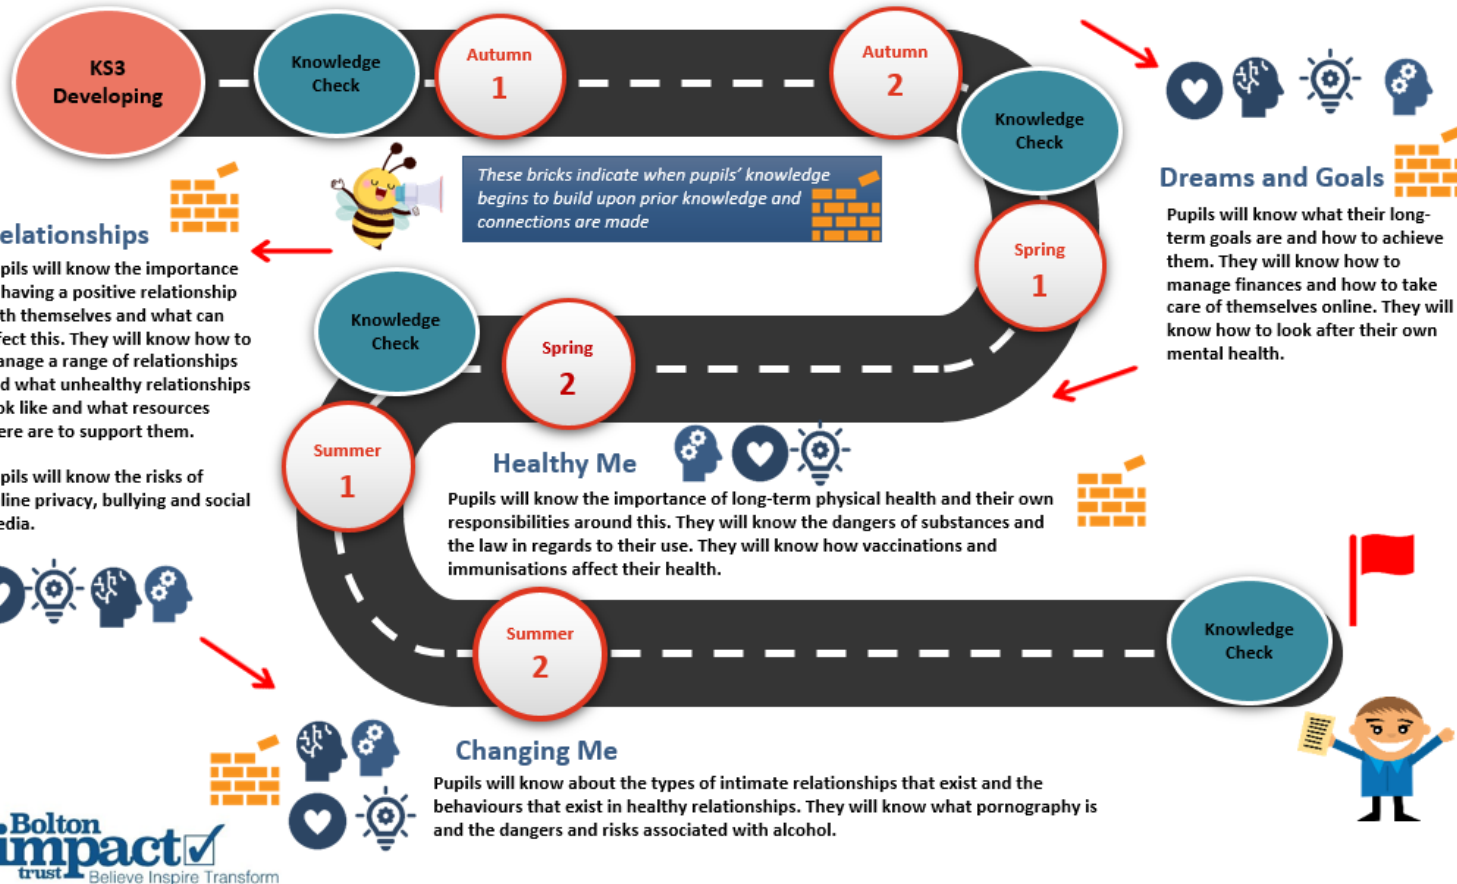 KS3
Developing
Knowledge
Check
Autumn
1
Autumn
2
Knowledge
Check
These bricks indicate when pupils’ knowledge
begins to build upon prior knowledge and
connections are made
Dreams and Goals
Pupils will know what their long-
term goals are and how to achieve
them. They will know how to
manage finances and how to take
care of themselves online. They will
know how to look after their own
mental health.
Spring
1
elationships
pils will know the importance
having a positive relationship
th themselves and what can
fect this. They will know how to
anage a range of relationships
d what unhealthy relationships
ok like and what resources
ere are to support them.
pils will know the risks of
line privacy, bullying and social
edia.
Knowledge
Check
Spring
2
Summer
1
Healthy Me
Pupils will know the importance of long-term physical health and their own
responsibilities around this. They will know the dangers of substances and
the law in regards to their use. They will know how vaccinations and
immunisations affect their health.
Summer
2
Knowledge
Check
Changing Me
Pupils will know about the types of intimate relationships that exist and the
behaviours that exist in healthy relationships. They will know what pornography is
and the dangers and risks associated with alcohol.
Bolton
impact
trust Believe Inspire Transform